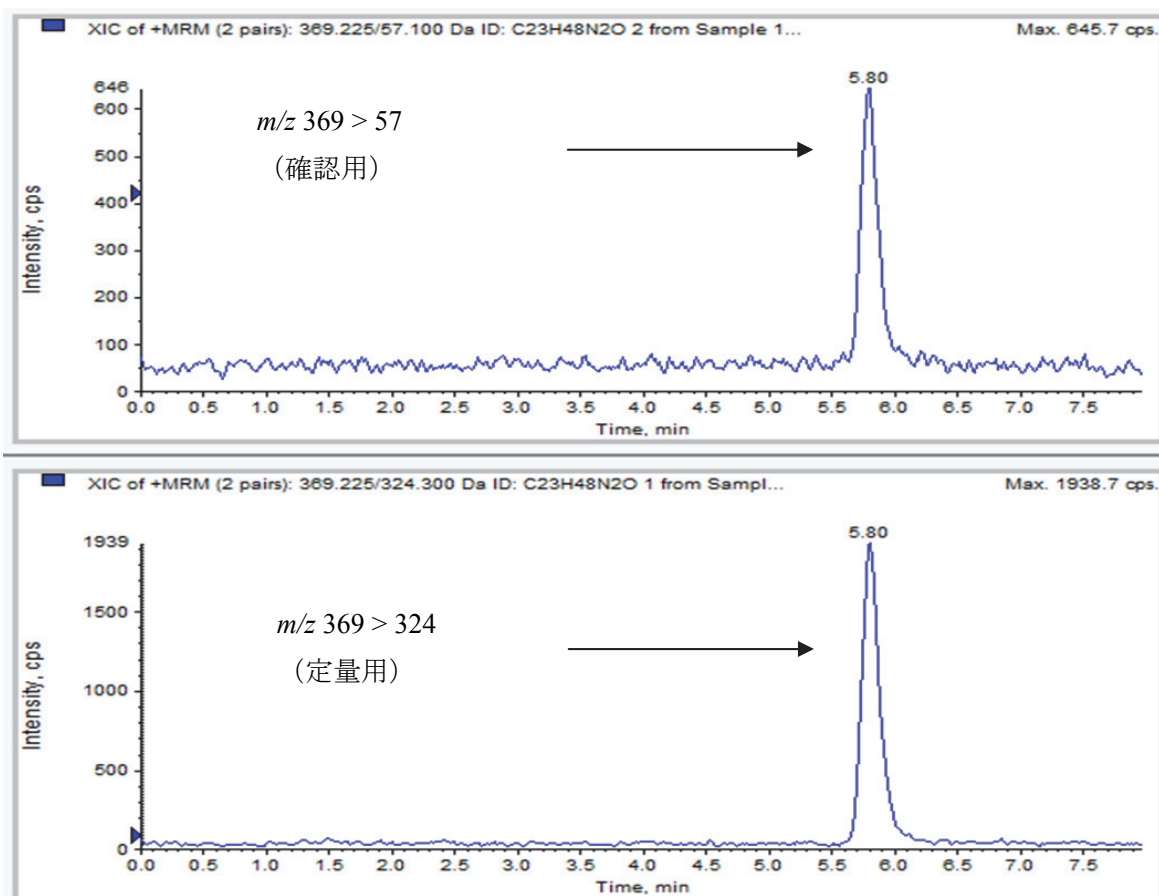 XIC of +MRM (2 pairs): 369.225/57.100 Da ID: C23H48N2O 2 from Sample 1... Max. 645.7 cps.
5.80
646
600
500
400
300
200
100
0
Intensity, cps
m/z 369 > 57
（確認用）
0.0 0.5 1.0 1.5 2.0 2.5 3.0 3.5 4.0 4.5 5.0 5.5 6.0 6.5 7.0 7.5
Time, min
XIC of +MRM (2 pairs): 369.225/324.300 Da ID: C23H48N2O 1 from Sampl... Max. 1938.7 cps.
5.80
1939
1500
1000
500
0
Intensity, cps
m/z 369 > 324
（定量用）
0.0 0.5 1.0 1.5 2.0 2.5 3.0 3.5 4.0 4.5 5.0 5.5 6.0 6.5 7.0 7.5
Time, min